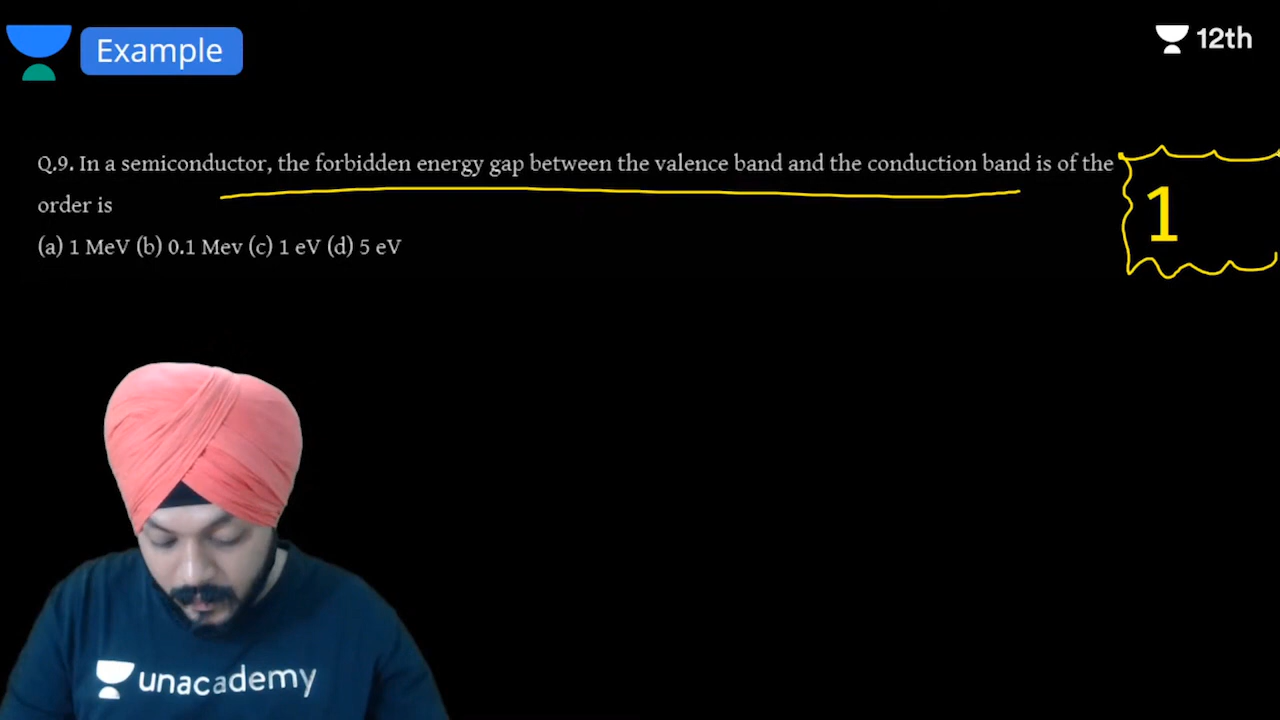 Example
12th
Q.9. In a semiconductor, the forbidden energy gap between the valence band and the conduction band is of the
order is
(a) 1 MeV (b) 0.1 Mev (c) 1 eV (d) 5 eV
1
unacademy